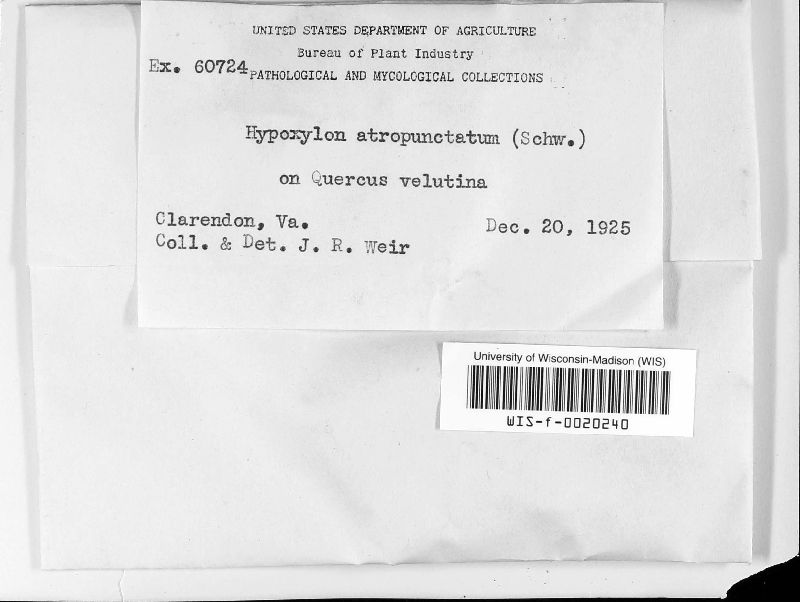 UNITED STATES DEPARTMENT OF AGRICULTURE
Bureau of Plant Industry
Ex. 60724 PATHOLOGICAL AND MYCOLOGICAL COLLECTIONS
Hypoxylon atropunctatum (Schw.)
on Quercus velutina
Clarendon, Va. Dec. 20, 1925
Coll. & Det. J. R. Weir
University of Wisconsin-Madison (WIS)
WIS-f-0020240